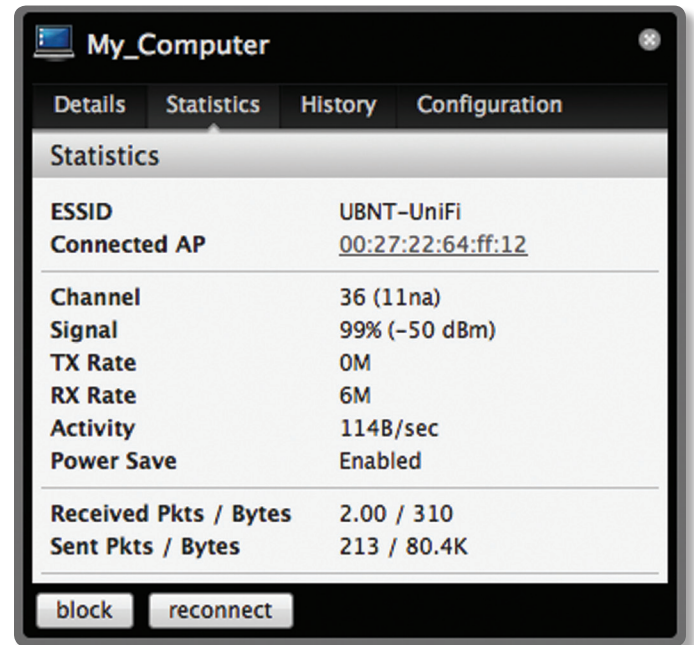 My_Computer
Details Statistics History Configuration
Statistics
ESSID UBNT-UniFi
Connected AP 00:27:22:64:ff:12
Channel 36 (11na)
Signal 99% (-50 dBm)
TX Rate 0M
RX Rate 6M
Activity 114B/sec
Power Save Enabled
Received Pkts / Bytes 2.00 / 310
Sent Pkts / Bytes 213 / 80.4K
block reconnect